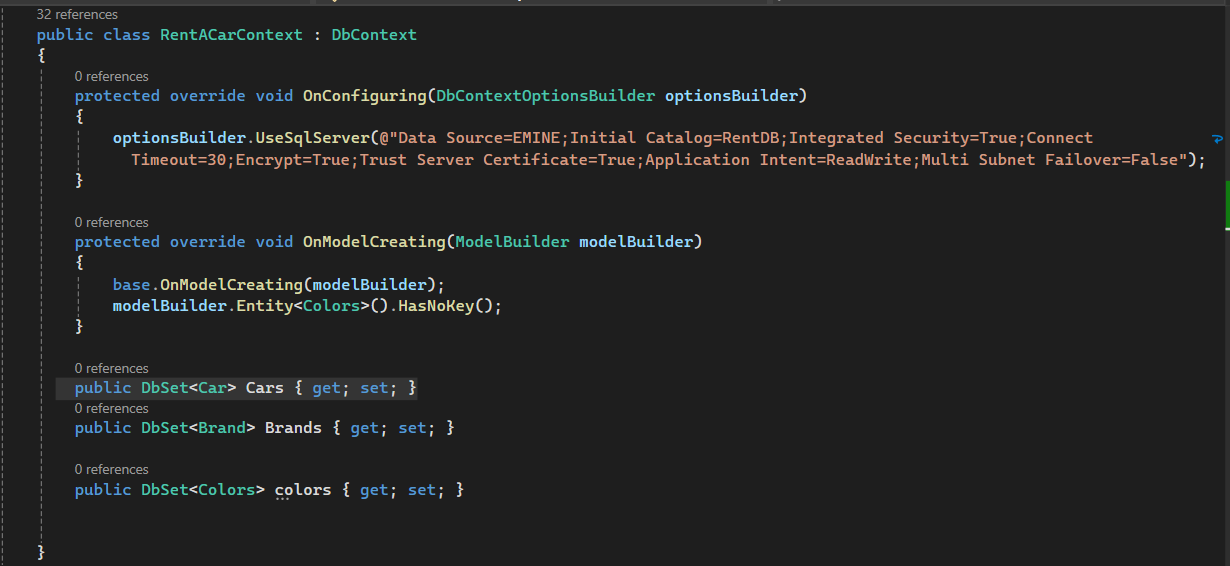 32 references
public class RentACarContext : DbContext
{
0 references
protected override void OnConfiguring(DbContextOptionsBuilder optionsBuilder)
{
optionsBuilder.UseSqlServer(@"Data Source=EMINE;Initial Catalog=RentDB;Integrated Security=True;Connect
Timeout=30;Encrypt=True;Trust Server Certificate=True;Application Intent=ReadWrite;Multi Subnet Failover=False");
}
0 references
protected override void OnModelCreating(ModelBuilder modelBuilder)
{
base.OnModelCreating(modelBuilder);
modelBuilder.Entity<Colors>().HasNoKey();
}
0 references
public DbSet<Car> Cars { get; set; }
0 references
public DbSet<Brand> Brands { get; set; }
0 references
public DbSet<Colors> colors { get; set; }
}